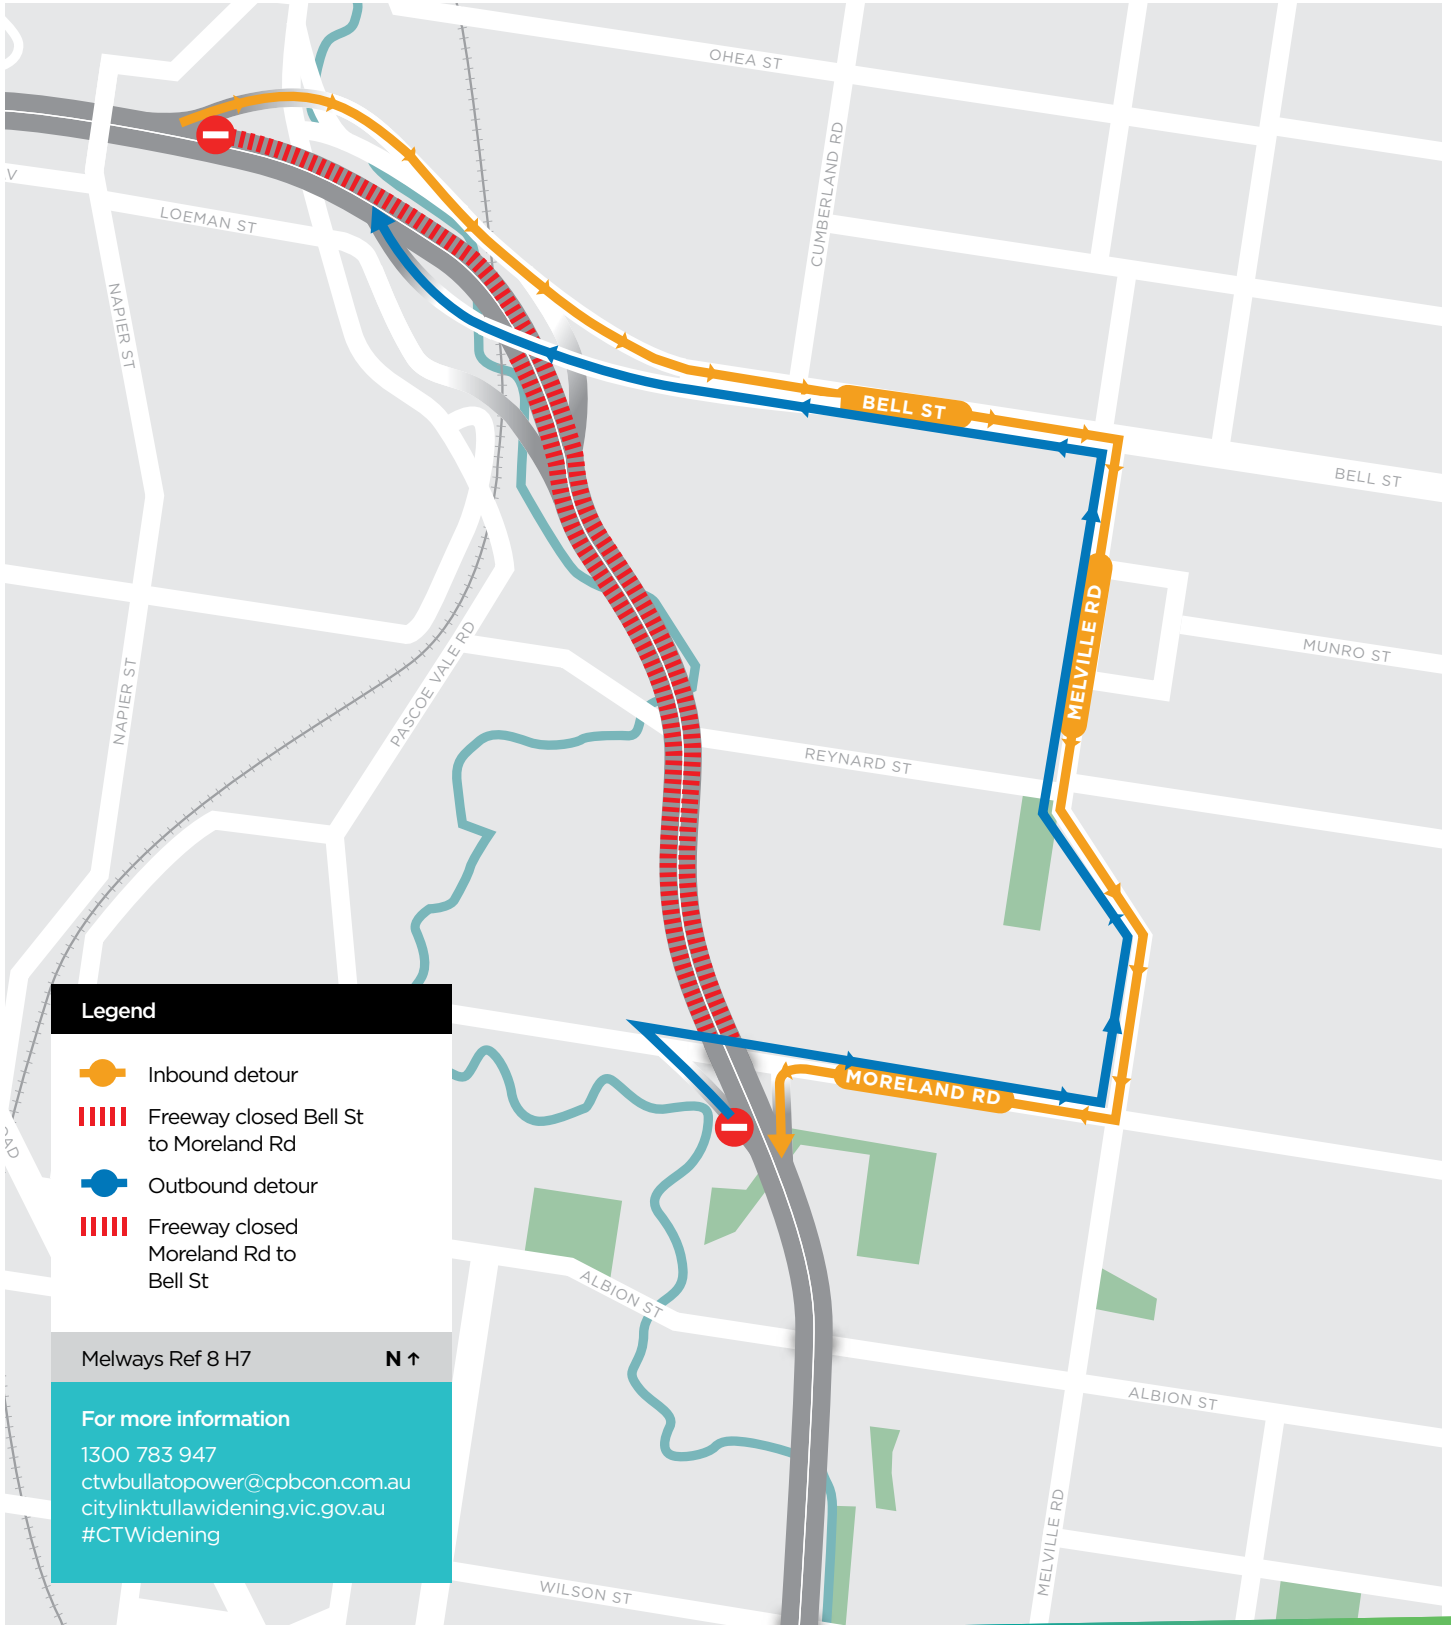 OHEA ST
CUMBERLAND RD
V
LOEMAN ST
NAPIER ST
BELL ST
BELL ST
MELVILLE RD
MUNRO ST
PASCOE VALE RD
NAPIER ST
REYNARD ST
MORELAND RD
OAD
Legend
Inbound detour
Freeway closed Bell St
to Moreland Rd
Outbound detour
Freeway closed
Moreland Rd to
Bell St
Melways Ref 8 H7
N ↑
For more information
1300 783 947
ctwbullatopower@cpbcon.com.au
citylinktullawidening.vic.gov.au
#CTWidening
ALBION ST
ALBION ST
MELVILLE RD
WILSON ST